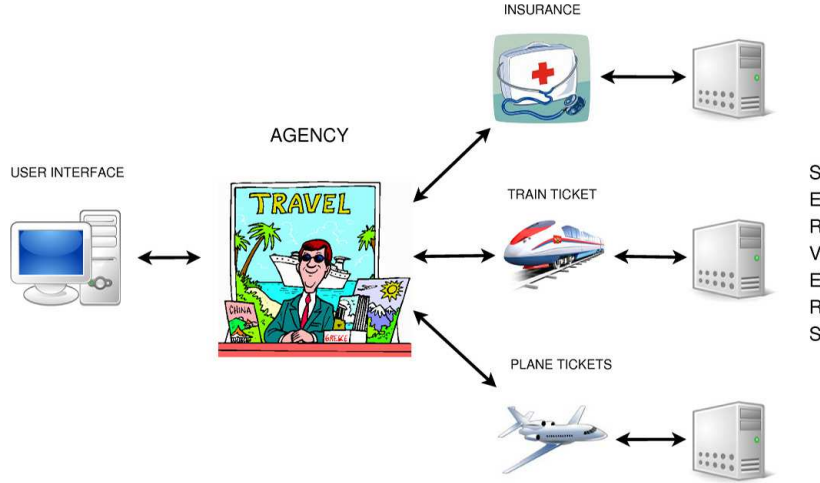 INSURANCE
AGENCY
USER INTERFACE
TRAVEL
TRAIN TICKET
CHINA
PLANE TICKETS
S
E
R
V
E
R
S